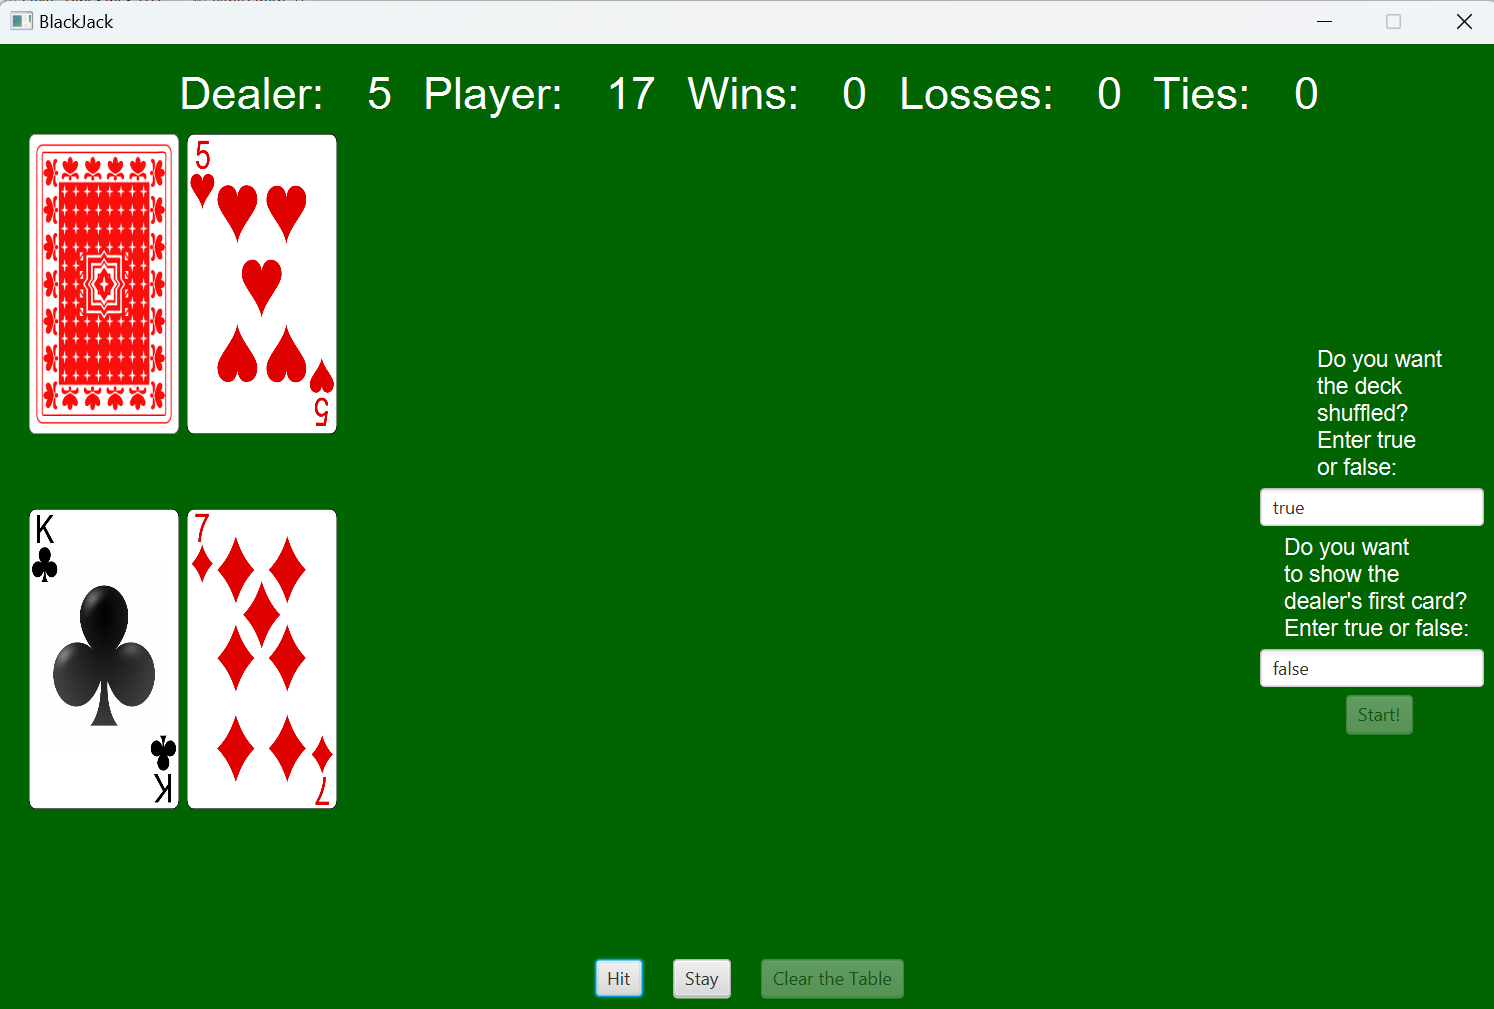 BlackJack
Dealer: 5 Player: 17 Wins: 0 Losses: 0 Ties: 0
5
5
K
7
K
7
Do you want
the deck
shuffled?
Enter true
or false:
true
Do you want
to show the
dealer's first card?
Enter true or false:
false
Start!
Hit Stay Clear the Table